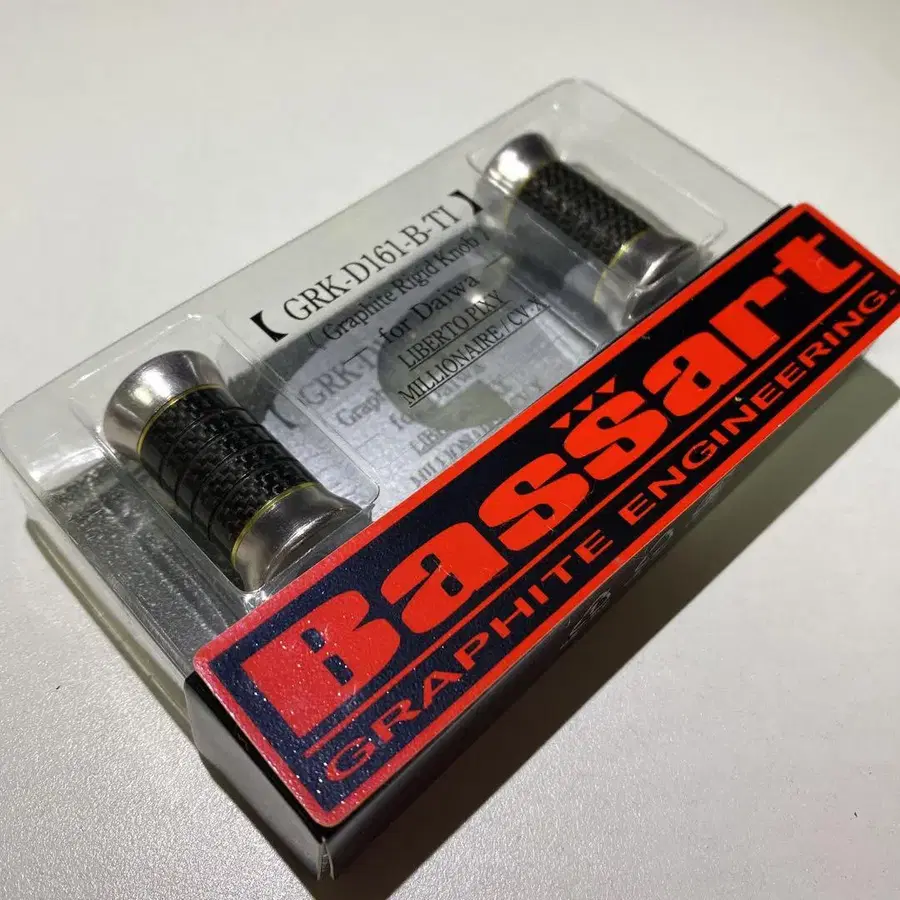 【 GRK-D161-B-TI 】
( Graphite Rigid Knob )
for Daiwa
LIBERTO PIXY
MILLIONAIRE / CV-X
Bassart
GRAPHITE ENGINEERING.